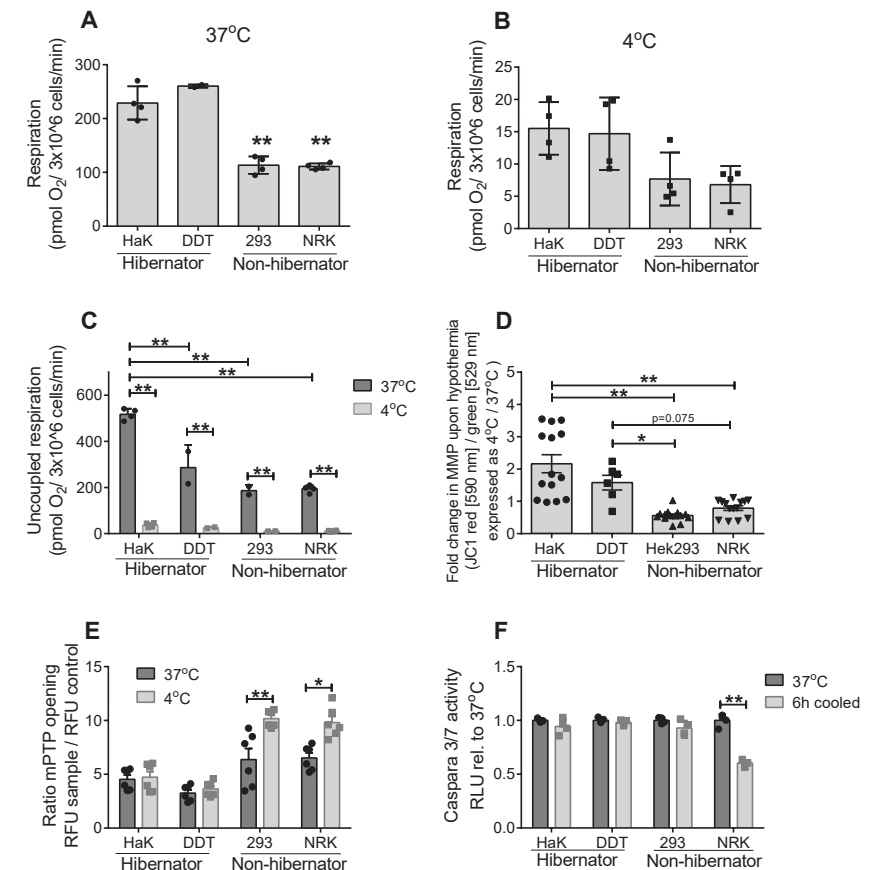 A
37°C
Respiration
(pmol O2/ 3x10^6 cells/min)
300
200
100
0
**
**
HaK
DDT
293
NRK
Hibernator
Non-hibernator
B
4°C
Respiration
(pmol O2/ 3x10^6 cells/min)
25
20
15
10
5
0
HaK
DDT
293
NRK
Hibernator
Non-hibernator
C
Uncoupled respiration
(pmol O2/ 3x10^6 cells/min)
600
400
200
0
**
**
**
**
**
**
**
37°C
4°C
HaK
DDT
293
NRK
Hibernator
Non-hibernator
D
Fold change in MMP upon hypothermia
(JC1 red [590 nm] / green [529 nm]
expressed as 4°C / 37°C )
5
4
3
2
1
0
**
**
p=0.075
*
HaK
DDT
Hek293
NRK
Hibernator
Non-hibernator
E
Ratio mPTP opening
RFU sample / RFU control
15
10
5
0
37°C
4°C
**
*
HaK
DDT
293
NRK
Hibernator
Non-hibernator
F
Caspara 3/7 activity
RLU rel. to 37°C
1.5
1.0
0.5
0.0
**
37°C
6h cooled
HaK
DDT
293
NRK
Hibernator
Non-hibernator